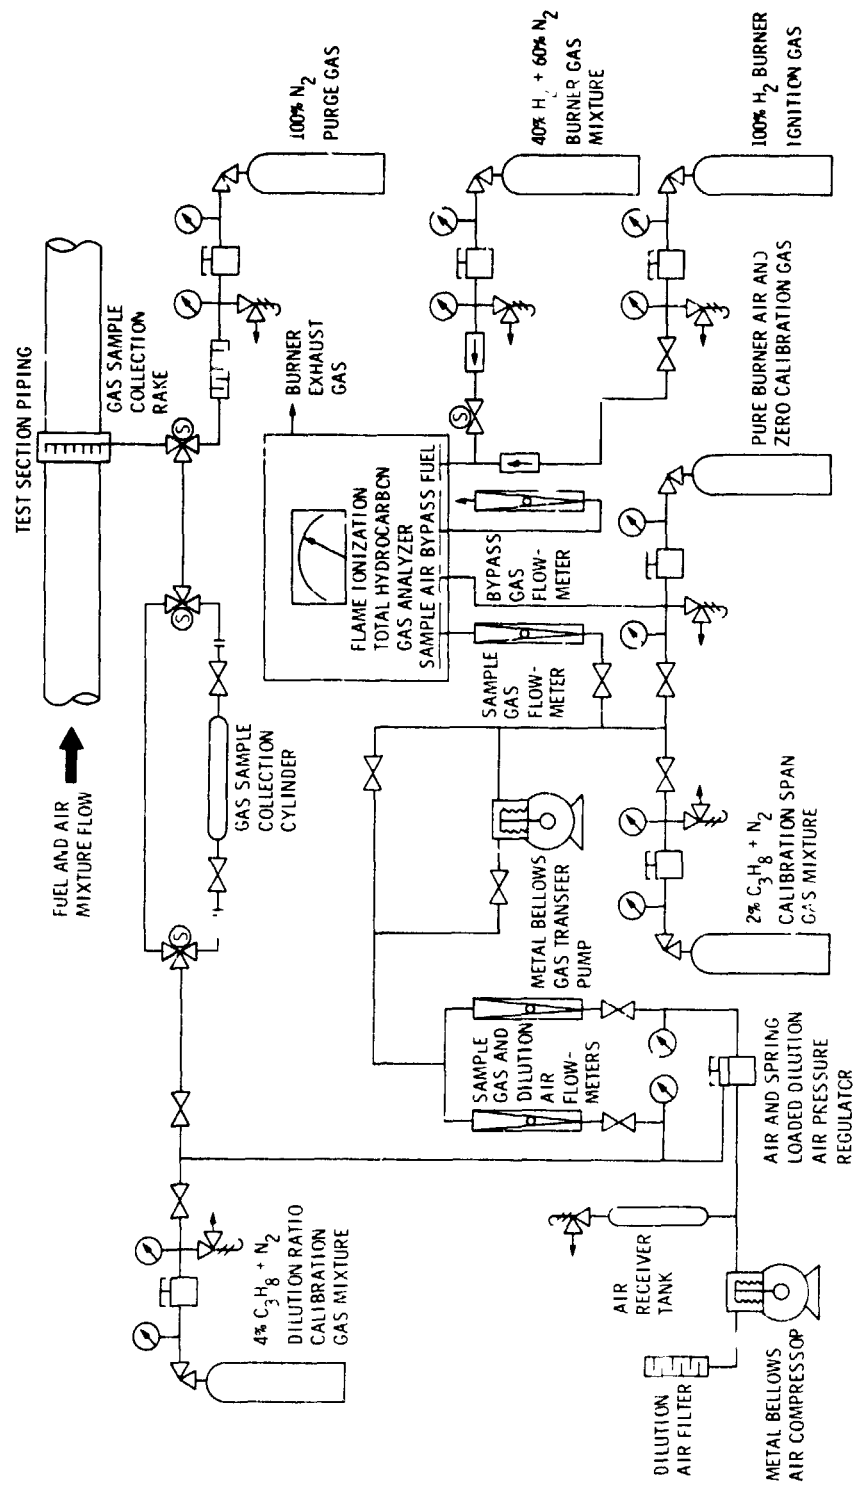 TEST SECTION PIPING
FUEL AND AIR
MIXTURE FLOW
GAS SAMPLE
COLLECTION
RAKE
100% N2
PURGE GAS
S
S
S
GAS SAMPLE
COLLECTION
CYLINDER
BURNER
EXHAUST
GAS
40% H2 + 60% N2
BURNER GAS
MIXTURE
S
FLAME IONIZATION
TOTAL HYDROCARBON
GAS ANALYZER
SAMPLE AIR BYPASS FUEL
100% H2 BURNER
IGNITION GAS
BYPASS
GAS
FLOW-
METER
SAMPLE
GAS
FLOW-
METER
PURE BURNER AIR AND
ZERO CALIBRATION GAS
METAL BELLOWS
GAS TRANSFER
PUMP
2% C3H8 + N2
CALIBRATION SPAN
GAS MIXTURE
SAMPLE
GAS AND
DILUTION
AIR
FLOW-
METERS
4% C3H8 + N2
DILUTION RATIO
CALIBRATION
GAS MIXTURE
AIR AND SPRING
LOADED DILUTION
AIR PRESSURE
REGULATOR
AIR
RECEIVER
TANK
DILUTION
AIR FILTER
METAL BELLOWS
AIR COMPRESSOR